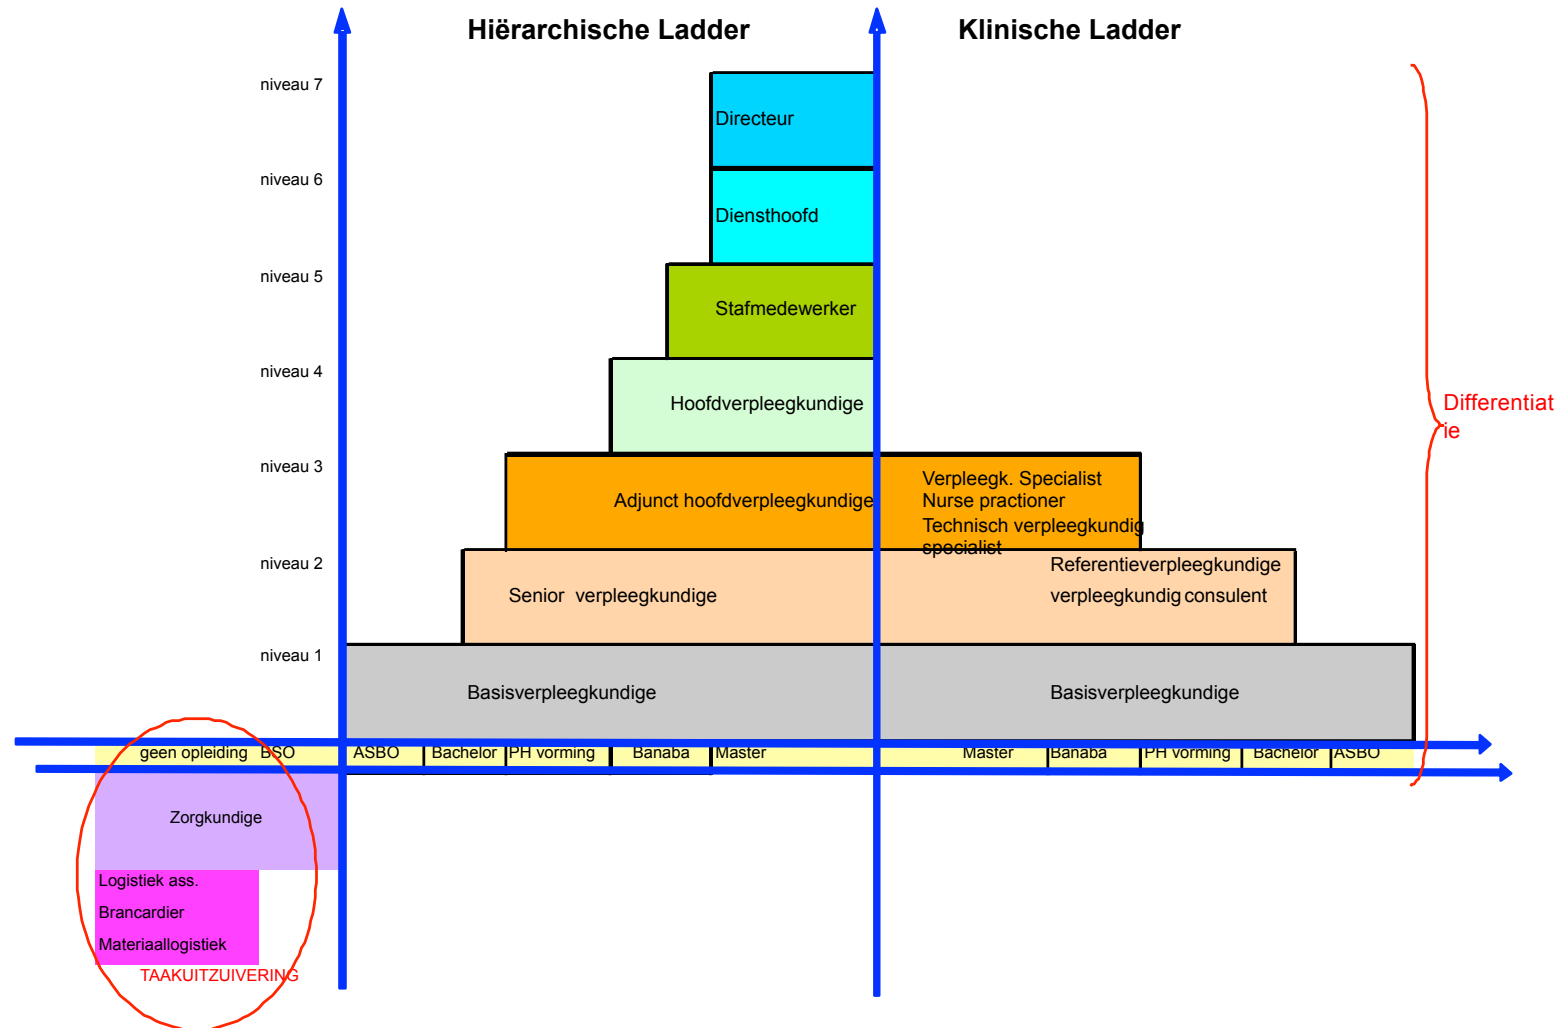 Hiërarchische Ladder
Klinische Ladder
niveau 7
Directeur
niveau 6
Diensthoofd
niveau 5
Stafmedewerker
niveau 4
Hoofdverpleegkundige
Differentiat
ie
niveau 3
Adjunct hoofdverpleegkundige
Verpleegk. Specialist
Nurse practioner
Technisch verpleegkundig
specialist
niveau 2
Senior verpleegkundige
Referentieverpleegkundige
verpleegkundig consulent
niveau 1
Basisverpleegkundige
Basisverpleegkundige
geen opleiding BSO ASBO Bachelor PH vorming Banaba Master Master Banaba PH vorming Bachelor ASBO
Zorgkundige
Logistiek ass.
Brancardier
Materiaallogistiek
TAAKUITZUIVERING